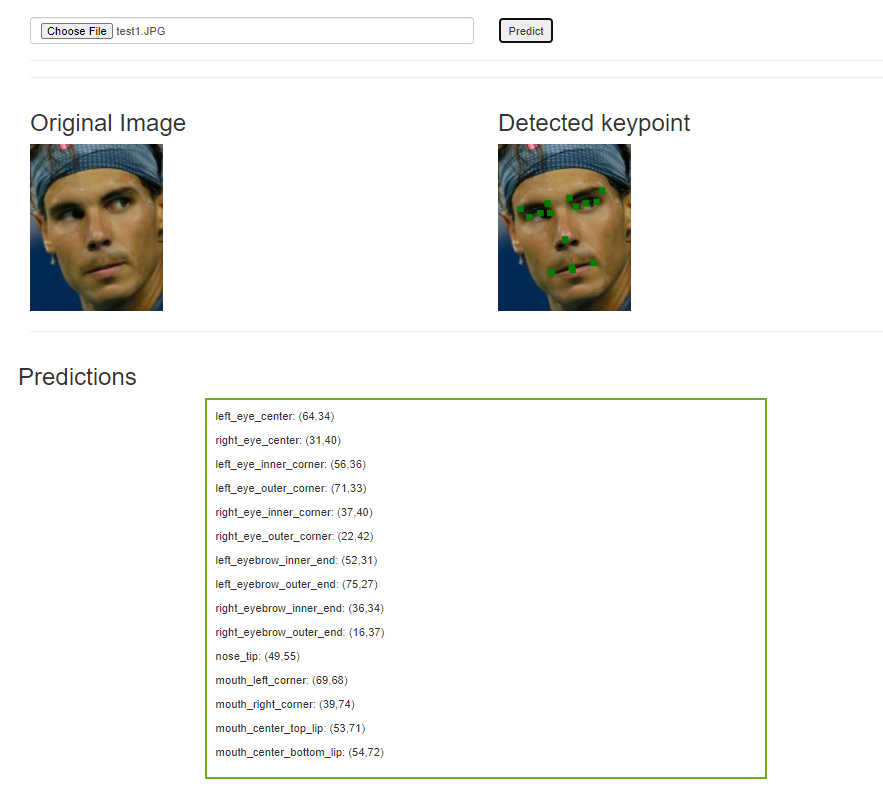 Choose File test1.JPG Predict
Original Image Detected keypoint
Predictions
left_eye_center: (64,34)
right_eye_center: (31,40)
left_eye_inner_corner: (56,36)
left_eye_outer_corner: (71,33)
right_eye_inner_corner: (37,40)
right_eye_outer_corner: (22,42)
left_eyebrow_inner_end: (52,31)
left_eyebrow_outer_end: (75,27)
right_eyebrow_inner_end: (36,34)
right_eyebrow_outer_end: (16,37)
nose_tip: (49,55)
mouth_left_corner: (69,68)
mouth_right_corner: (39,74)
mouth_center_top_lip: (53,71)
mouth_center_bottom_lip: (54,72)